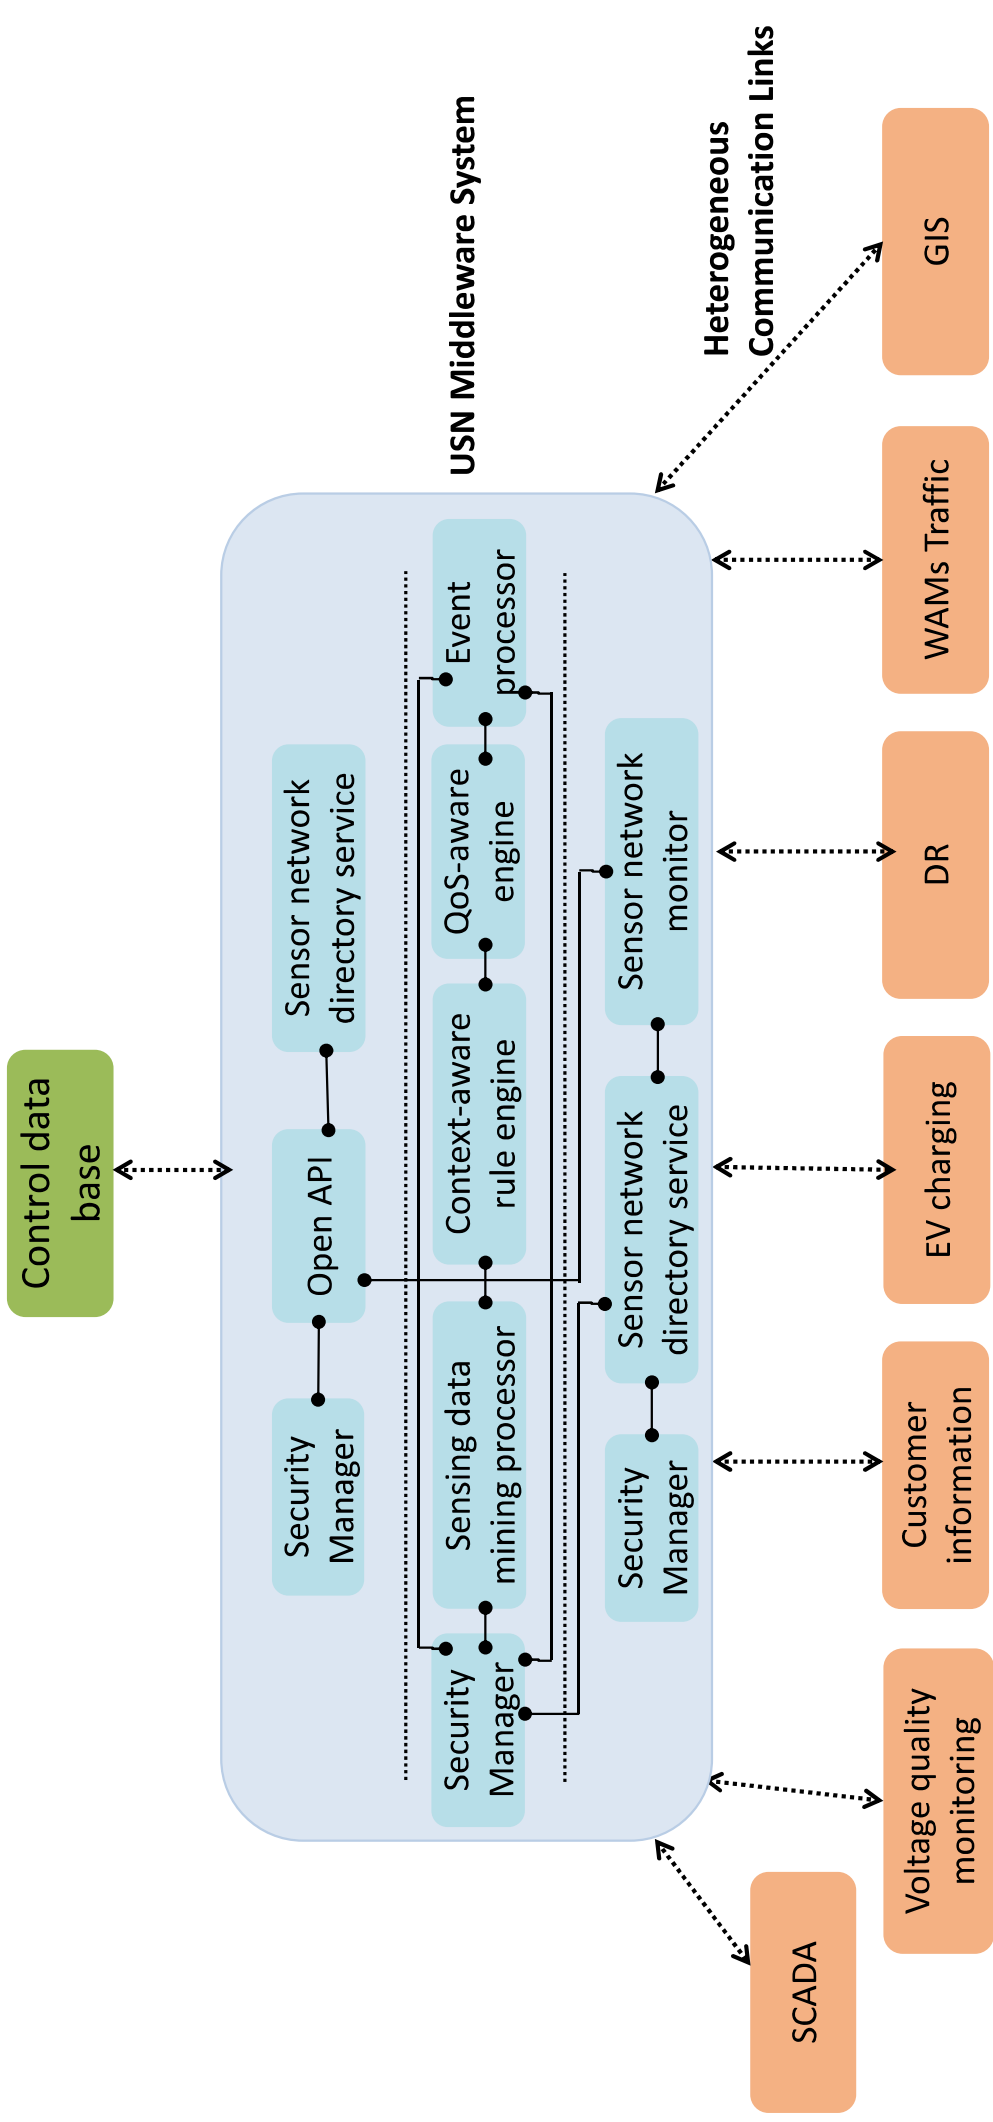 Control data
base
Security
Manager
Open API
Sensor network
directory service
USN Middleware System
Security
Manager
Sensing data
mining processor
Context-aware
rule engine
QoS-aware
engine
Event
processor
Security
Manager
Sensor network
directory service
Sensor network
monitor
Heterogeneous
Communication Links
SCADA
Voltage quality
monitoring
Customer
information
EV charging
DR
WAMs Traffic
GIS